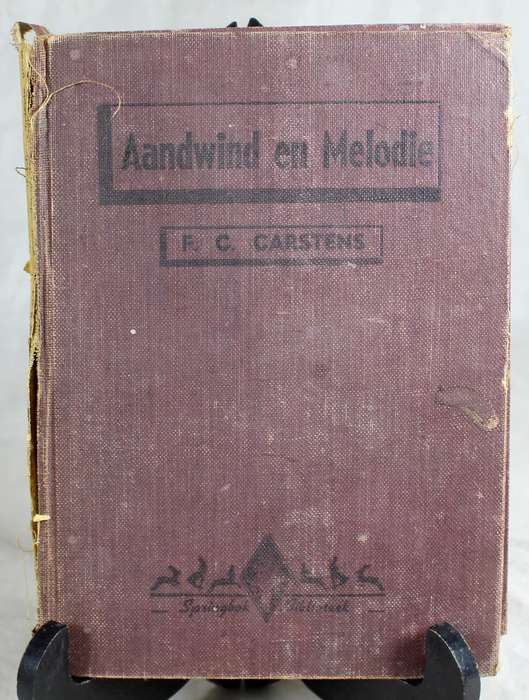 Aandwind en Melodie
F. C. CARSTENS
Springbok Biblioteek